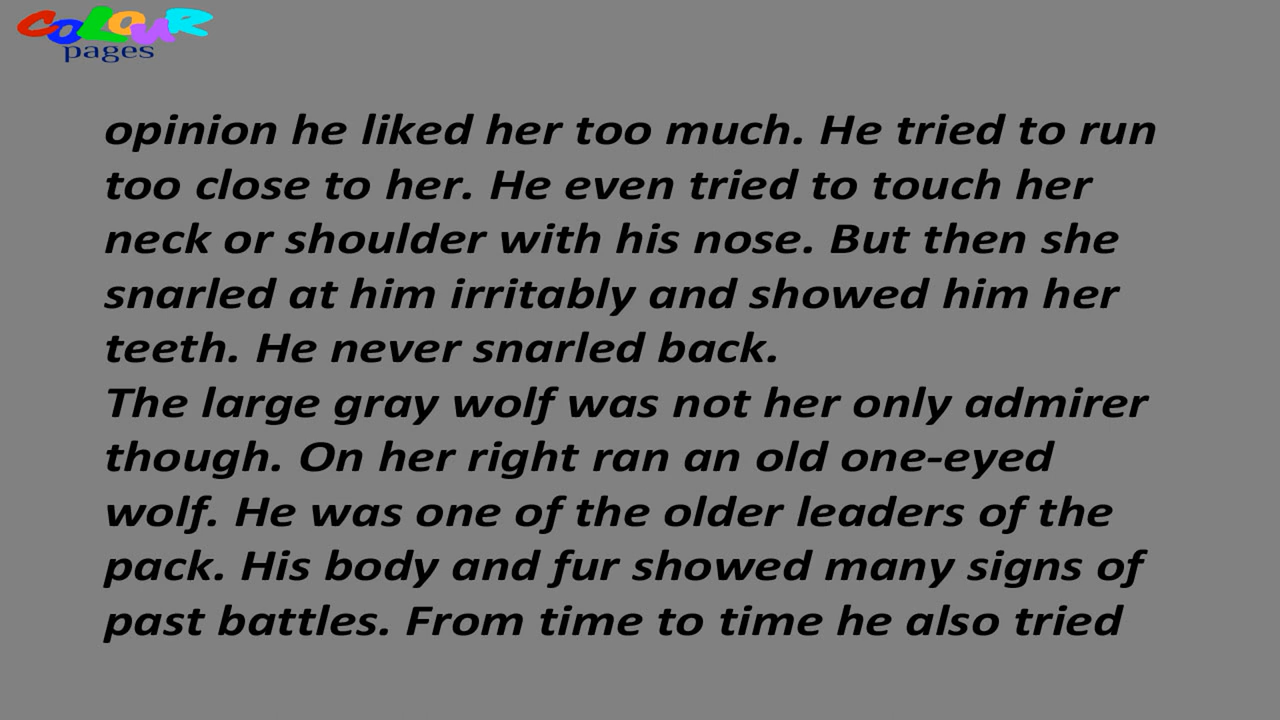 COLOUR
pages
opinion he liked her too much. He tried to run
too close to her. He even tried to touch her
neck or shoulder with his nose. But then she
snarled at him irritably and showed him her
teeth. He never snarled back.
The large gray wolf was not her only admirer
though. On her right ran an old one-eyed
wolf. He was one of the older leaders of the
pack. His body and fur showed many signs of
past battles. From time to time he also tried